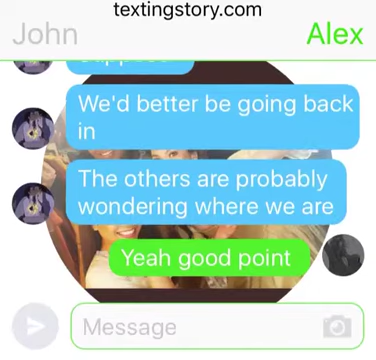 textingstory.com
John Alex
We'd better be going back
in
The others are probably
wondering where we are
Yeah good point
Message